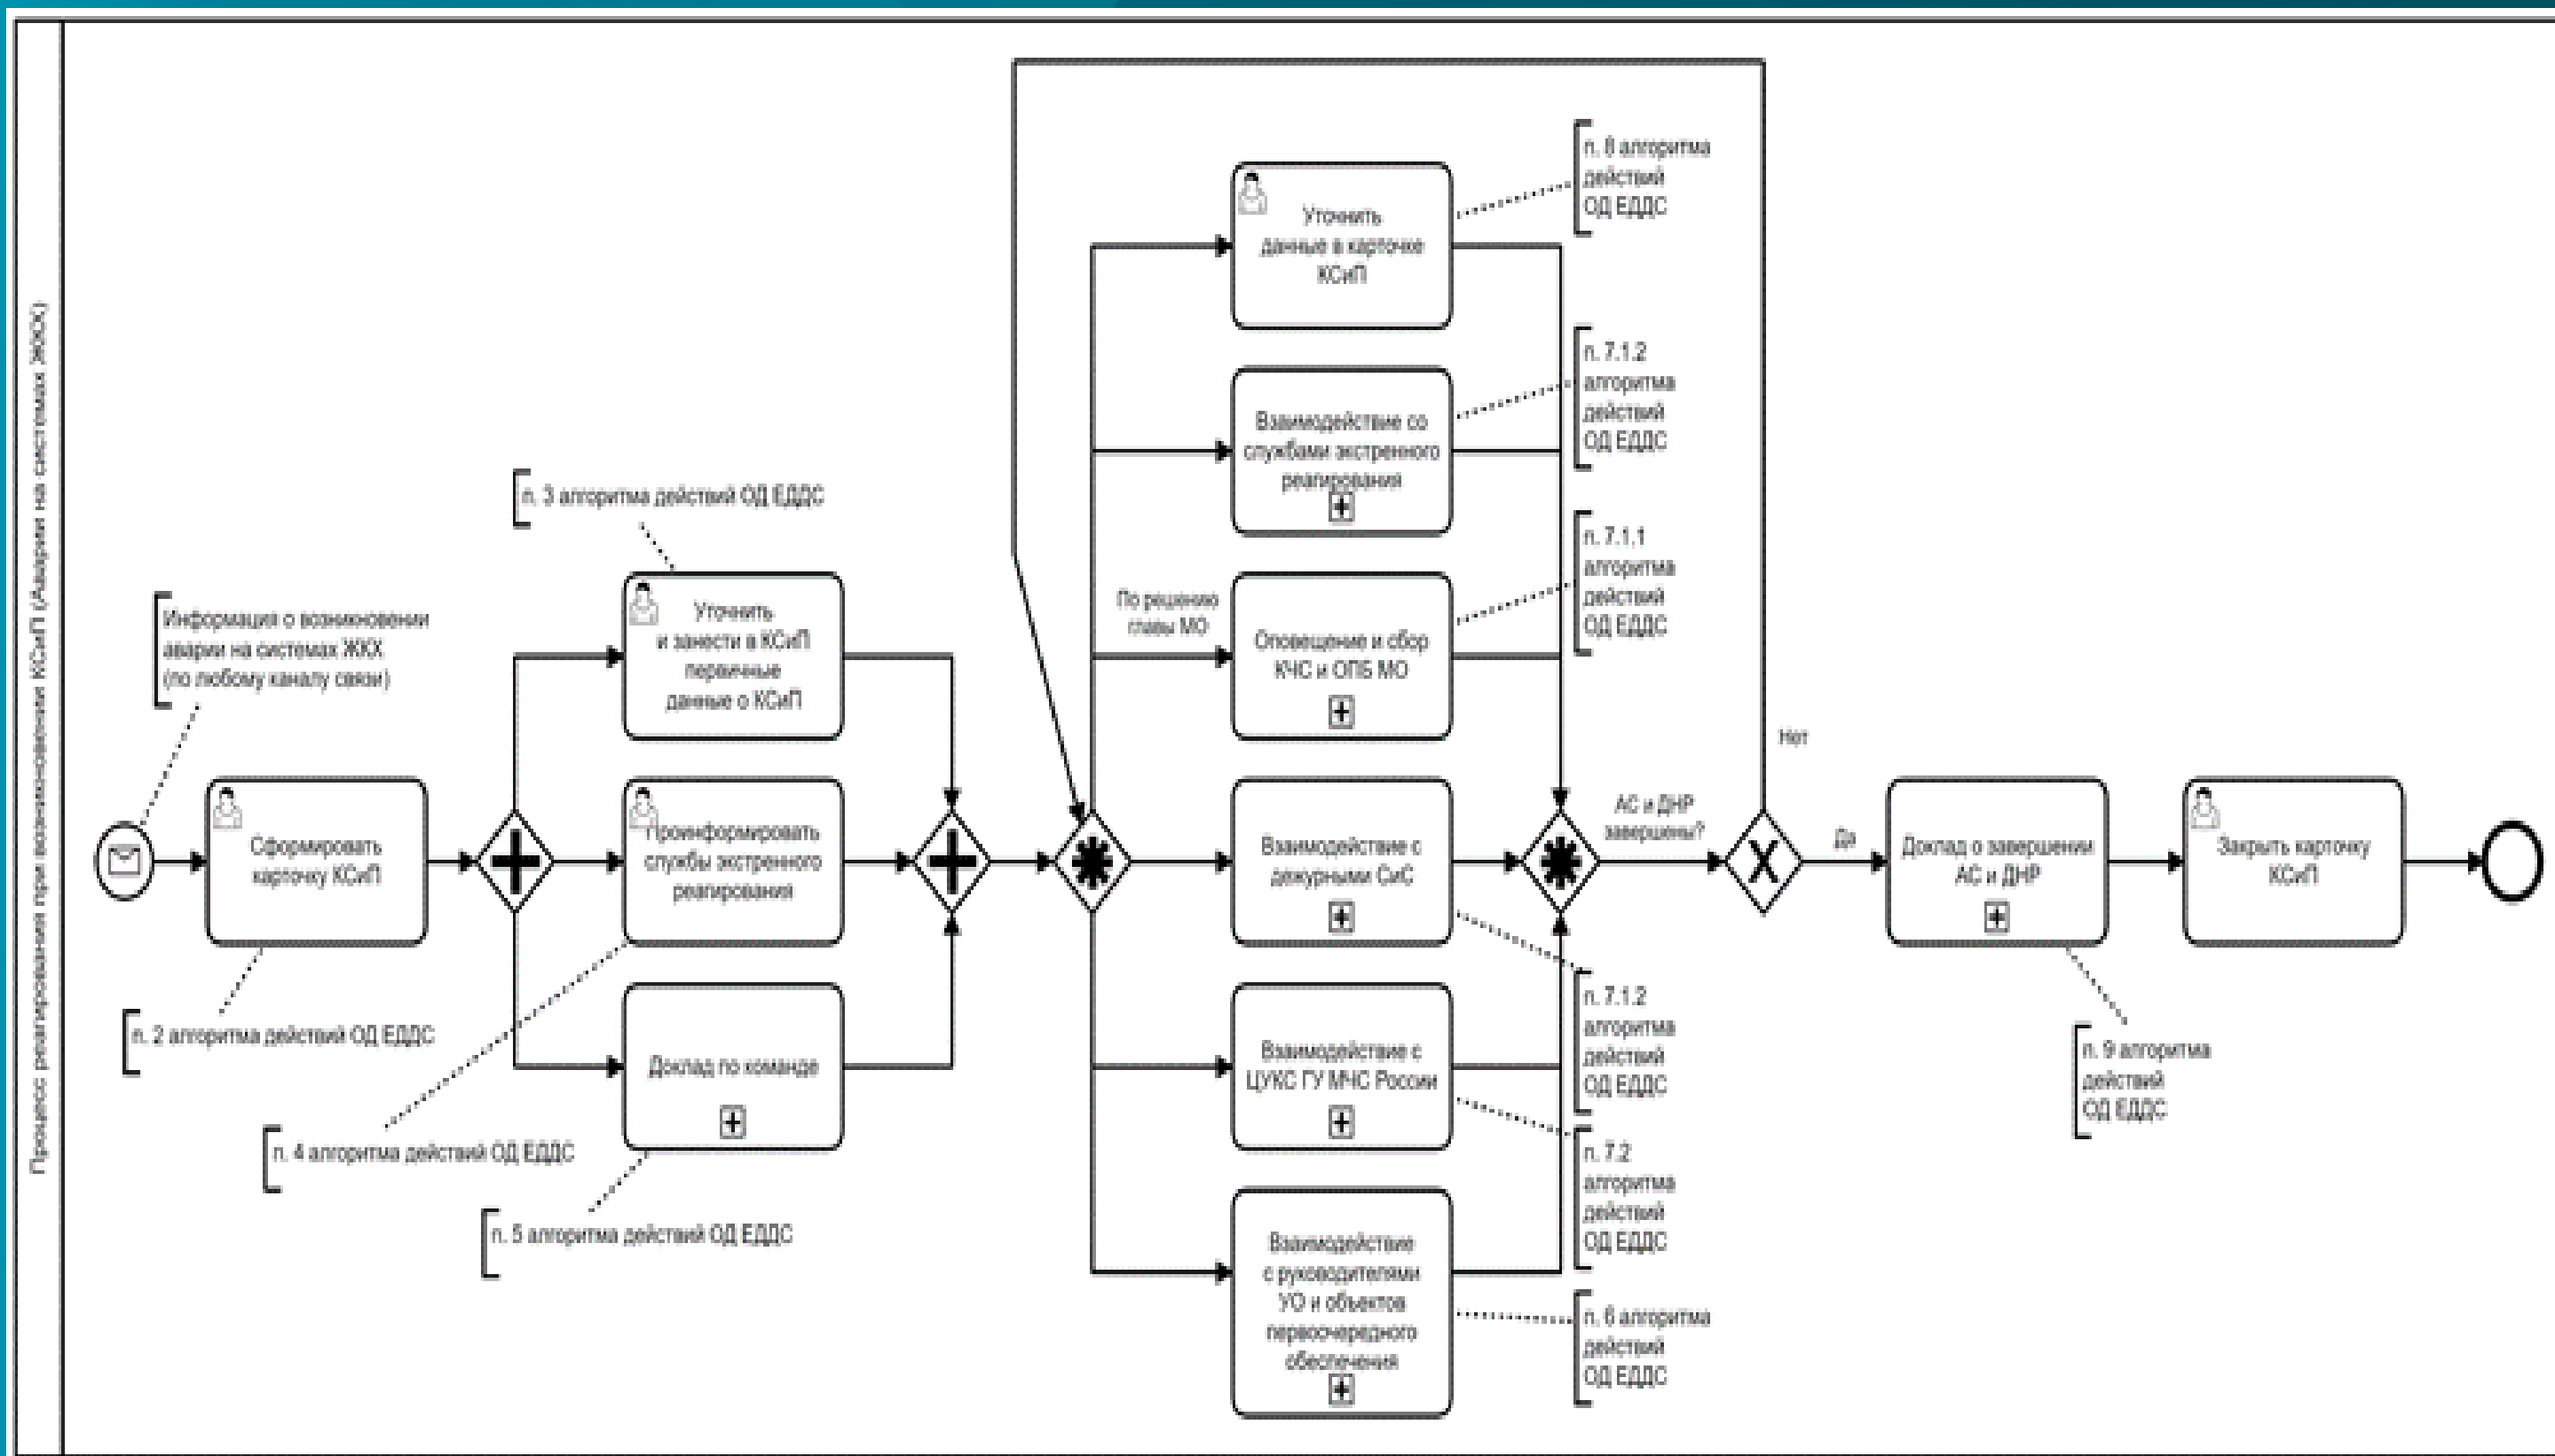 Процесс реагирования при возникновении КСиП (Аварии на системах ЖКХ)
Информация о возникновении
аварии на системах ЖКХ
(по любому каналу связи)
Сформировать
карточку КСиП
п. 2 алгоритма действий ОД ЕДДС
п. 3 алгоритма действий ОД ЕДДС
Уточнить
и занести в КСиП
первичные
данные о КСиП
Проинформировать
службы экстренного
реагирования
п. 4 алгоритма действий ОД ЕДДС
Доклад по команде
п. 5 алгоритма действий ОД ЕДДС
Уточнить
данные в карточке
КСиП
п. 8 алгоритма
действий
ОД ЕДДС
Взаимодействие со
службами экстренного
реагирования
п. 7.1.2
алгоритма
действий
ОД ЕДДС
По решению
главы МО
Оповещение и сбор
КЧС и ОПБ МО
п. 7.1.1
алгоритма
действий
ОД ЕДДС
Взаимодействие с
дежурными СиС
п. 7.1.2
алгоритма
действий
ОД ЕДДС
Взаимодействие с
ЦУКС ГУ МЧС России
п. 7.2
алгоритма
действий
ОД ЕДДС
Взаимодействие
с руководителями
УО и объектов
первоочередного
обеспечения
п. 6 алгоритма
действий
ОД ЕДДС
АС и ДНР
завершены?
Нет
Да
Доклад о завершении
АС и ДНР
п. 9 алгоритма
действий
ОД ЕДДС
Закрыть карточку
КСиП